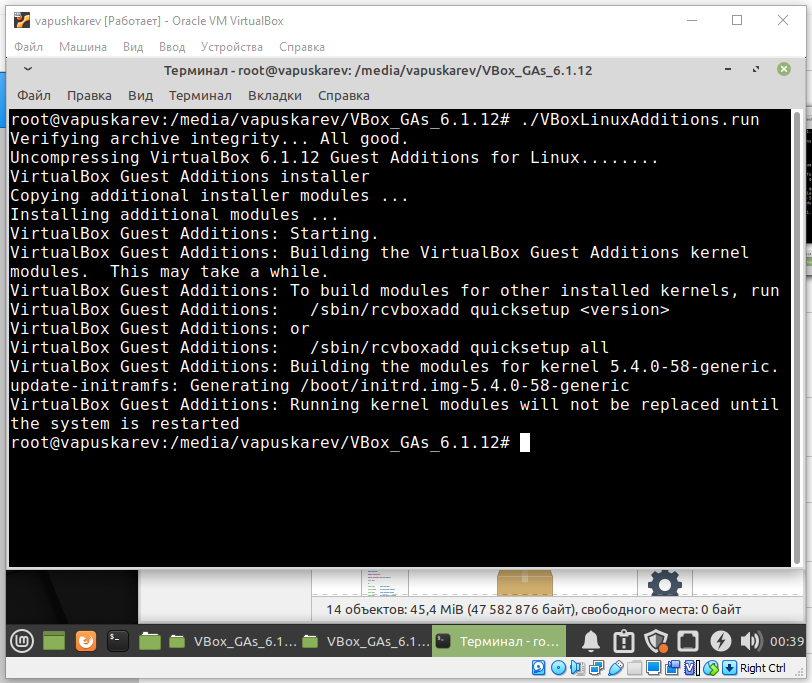 vapushkarev [Работает] - Oracle VM VirtualBox
Файл Машина Вид Ввод Устройства Справка
Терминал - root@vapuskarev: /media/vapuskarev/VBox_GAs_6.1.12
Файл Правка Вид Терминал Вкладки Справка
root@vapuskarev:/media/vapuskarev/VBox_GAs_6.1.12# ./VBoxLinuxAdditions.run
Verifying archive integrity... All good.
Uncompressing VirtualBox 6.1.12 Guest Additions for Linux........
VirtualBox Guest Additions installer
Copying additional installer modules ...
Installing additional modules ...
VirtualBox Guest Additions: Starting.
VirtualBox Guest Additions: Building the VirtualBox Guest Additions kernel
modules.  This may take a while.
VirtualBox Guest Additions: To build modules for other installed kernels, run
VirtualBox Guest Additions:   /sbin/rcvboxadd quicksetup <version>
VirtualBox Guest Additions: or
VirtualBox Guest Additions:   /sbin/rcvboxadd quicksetup all
VirtualBox Guest Additions: Building the modules for kernel 5.4.0-58-generic.
update-initramfs: Generating /boot/initrd.img-5.4.0-58-generic
VirtualBox Guest Additions: Running kernel modules will not be replaced until
the system is restarted
root@vapuskarev:/media/vapuskarev/VBox_GAs_6.1.12#
14 объектов: 45,4 MiB (47 582 876 байт), свободного места: 0 байт
VBox_GAs_6.1... VBox_GAs_6.1... Терминал - ro... 00:39
Right Ctrl